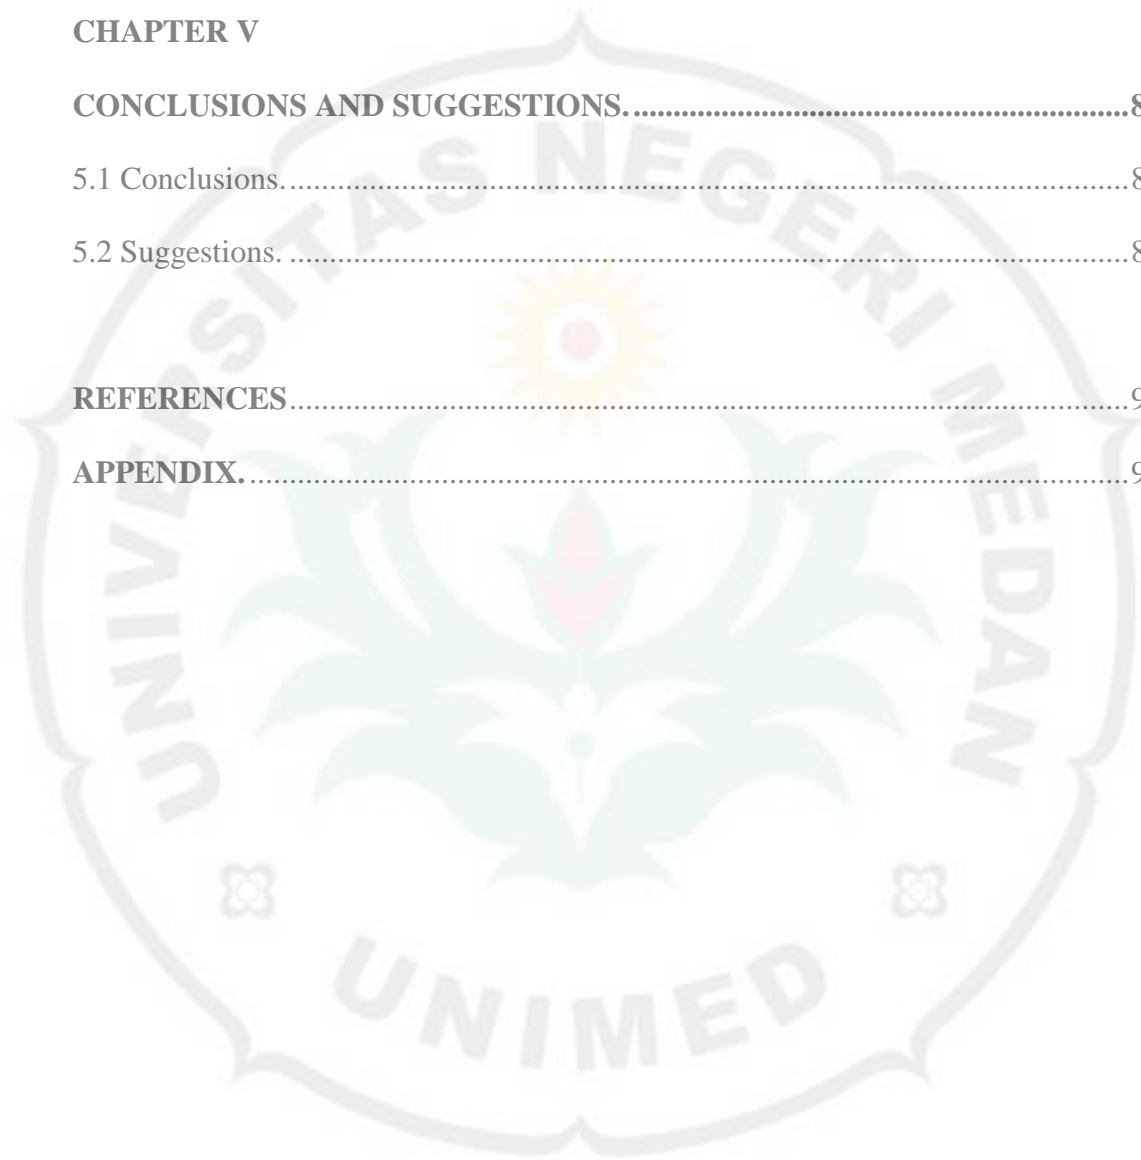 CHAPTER V
CONCLUSIONS AND SUGGESTIONS. ............................................................. 8
5.1 Conclusions. ........................................................................................................ 8
5.2 Suggestions. ........................................................................................................ 8
REFERENCES ........................................................................................................ 9
APPENDIX. ............................................................................................................. 9
UNIVERSITAS NEGERI MEDAN
UNIMED